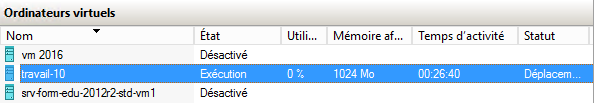 Ordinateurs virtuels
Nom État Utili... Mémoire af... Temps d'activité Statut
vm 2016 Désactivé
travail-10 Exécution 0 % 1024 Mo 00:26:40 Déplacem...
srv-form-edu-2012r2-std-vm1 Désactivé